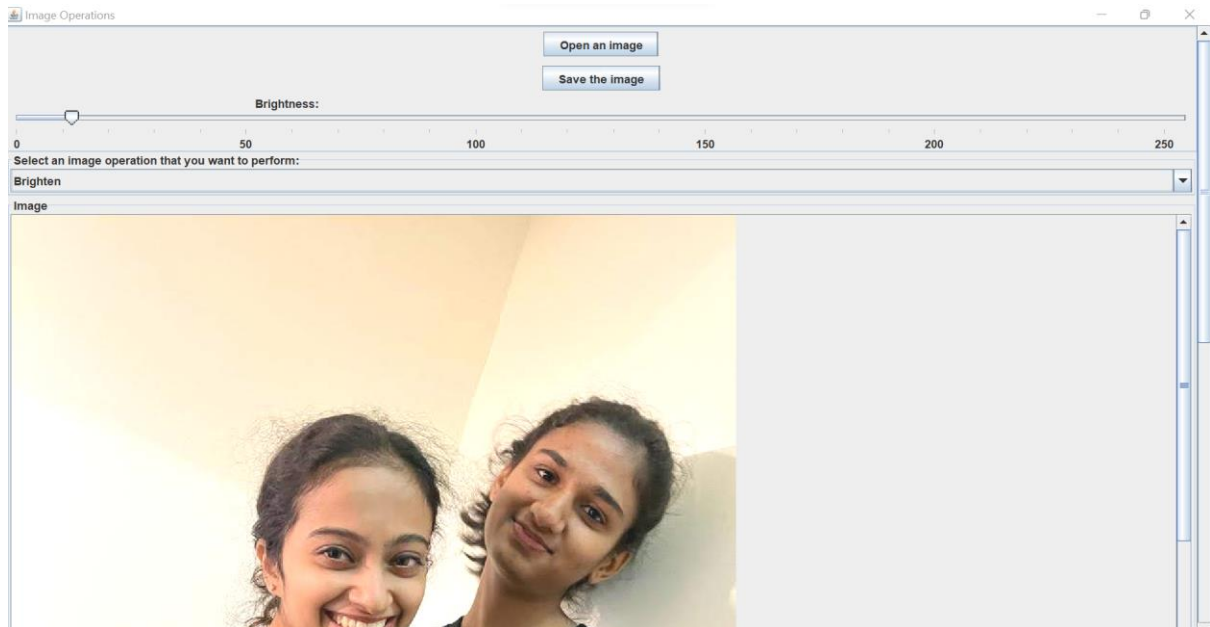 Image Operations
Open an image
Save the image
Brightness:
0 50 100 150 200 250
Select an image operation that you want to perform:
Brighten
Image